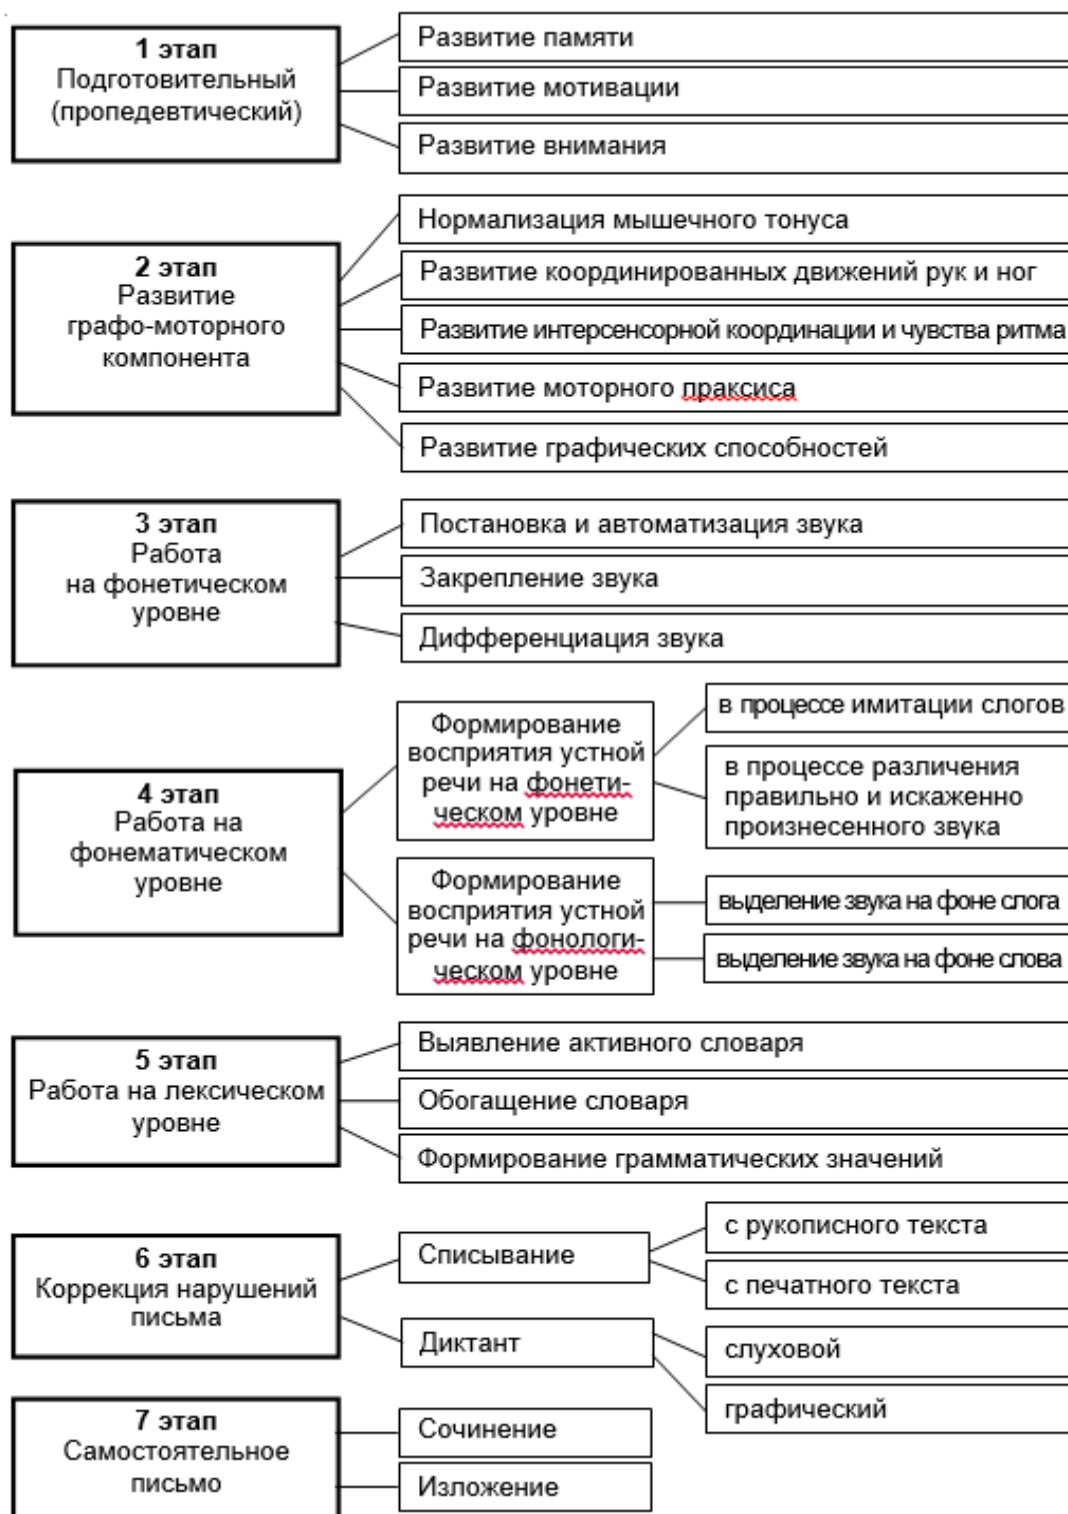 1 этап
Подготовительный
(пропедевтический)
Развитие памяти
Развитие мотивации
Развитие внимания
2 этап
Развитие
графо-моторного
компонента
Нормализация мышечного тонуса
Развитие координированных движений рук и ног
Развитие интерсенсорной координации и чувства ритма
Развитие моторного праксиса
Развитие графических способностей
3 этап
Работа
на фонетическом
уровне
Постановка и автоматизация звука
Закрепление звука
Дифференциация звука
4 этап
Работа на
фонематическом
уровне
Формирование
восприятия устной
речи на фонети-
ческом уровне
в процессе имитации слогов
в процессе различения
правильно и искаженно
произнесенного звука
Формирование
восприятия устной
речи на фонологи-
ческом уровне
выделение звука на фоне слога
выделение звука на фоне слова
5 этап
Работа на лексическом
уровне
Выявление активного словаря
Обогащение словаря
Формирование грамматических значений
6 этап
Коррекция нарушений
письма
Списывание
с рукописного текста
с печатного текста
Диктант
слуховой
графический
7 этап
Самостоятельное
письмо
Сочинение
Изложение